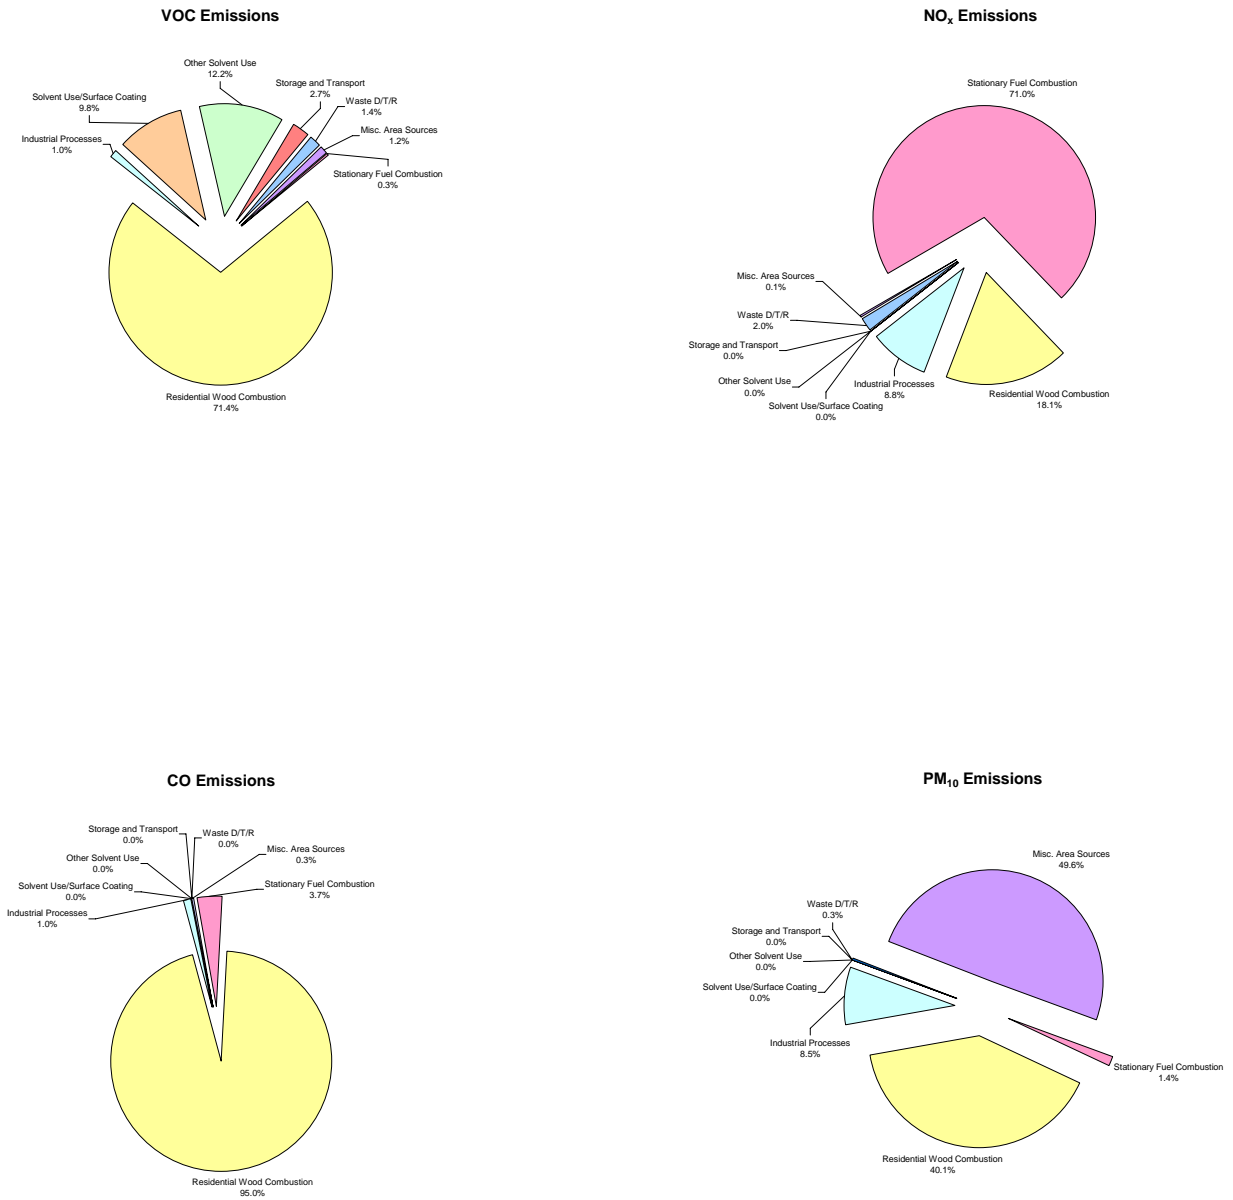 VOC Emissions
Other Solvent Use
12.2%
Storage and Transport
2.7%
Solvent Use/Surface Coating
9.8%
Waste D/T/R
1.4%
Misc. Area Sources
1.2%
Industrial Processes
1.0%
Stationary Fuel Combustion
0.3%
Residential Wood Combustion
71.4%
NOx Emissions
Stationary Fuel Combustion
71.0%
Misc. Area Sources
0.1%
Waste D/T/R
2.0%
Storage and Transport
0.0%
Other Solvent Use
0.0%
Solvent Use/Surface Coating
0.0%
Industrial Processes
8.8%
Residential Wood Combustion
18.1%
CO Emissions
Storage and Transport
0.0%
Waste D/T/R
0.0%
Misc. Area Sources
0.3%
Other Solvent Use
0.0%
Solvent Use/Surface Coating
0.0%
Stationary Fuel Combustion
3.7%
Industrial Processes
1.0%
Residential Wood Combustion
95.0%
PM10 Emissions
Misc. Area Sources
49.6%
Waste D/T/R
0.3%
Storage and Transport
0.0%
Other Solvent Use
0.0%
Solvent Use/Surface Coating
0.0%
Industrial Processes
8.5%
Stationary Fuel Combustion
1.4%
Residential Wood Combustion
40.1%